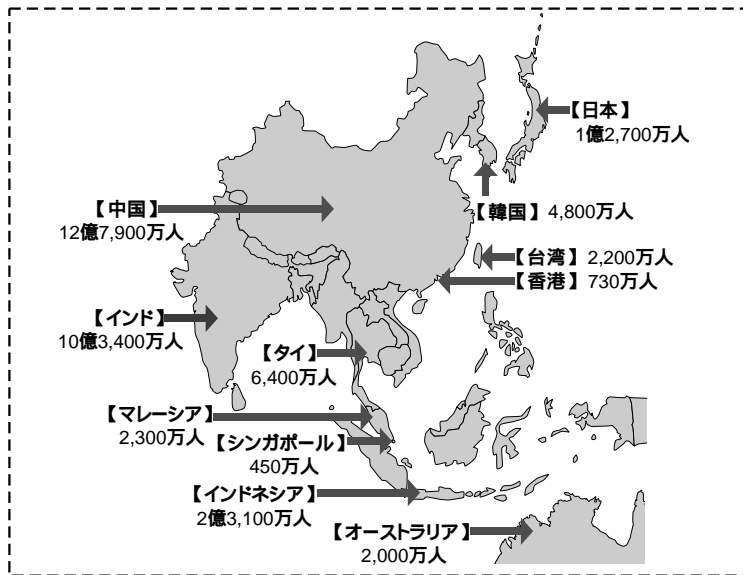 【日本】
1億2,700万人
【韓国】 4,800万人
【中国】
12億7,900万人
【台湾】 2,200万人
【香港】 730万人
【インド】
10億3,400万人
【タイ】
6,400万人
【マレーシア】
2,300万人
【シンガポール】
450万人
【インドネシア】
2億3,100万人
【オーストラリア】
2,000万人